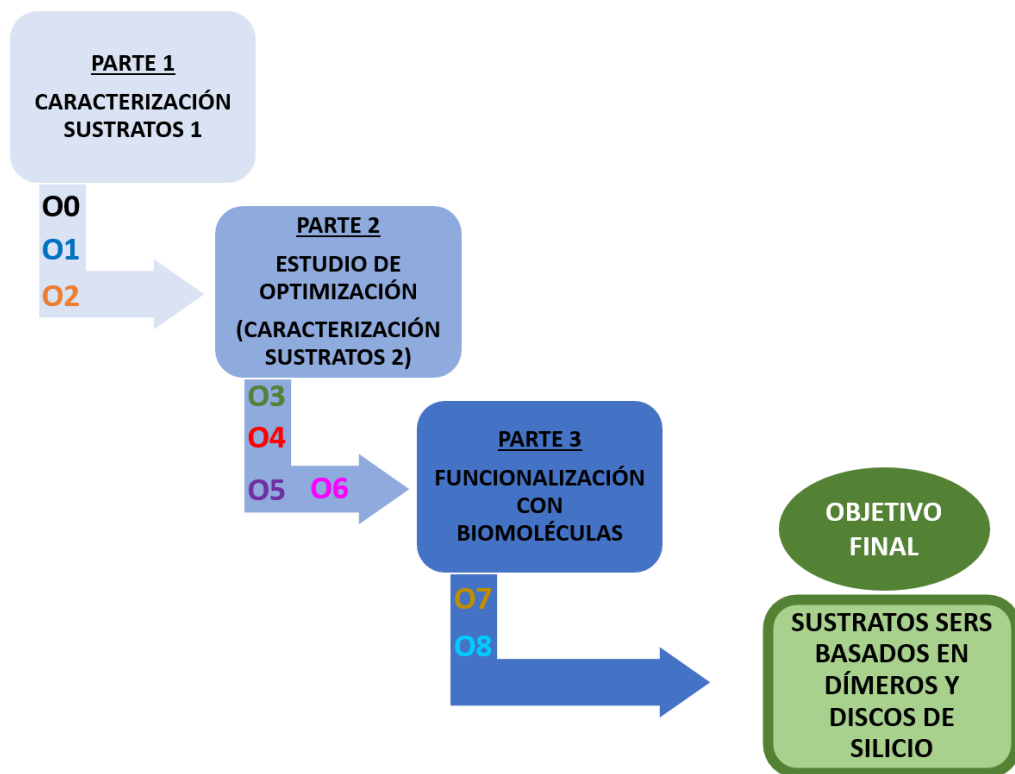 PARTE 1
CARACTERIZACIÓN
SUSTRATOS 1
O0
O1
O2
PARTE 2
ESTUDIO DE
OPTIMIZACIÓN
(CARACTERIZACIÓN
SUSTRATOS 2)
O3
O4
O5 O6
PARTE 3
FUNCIONALIZACIÓN
CON
BIOMOLÉCULAS
O7
O8
OBJETIVO
FINAL
SUSTRATOS SERS
BASADOS EN
DÍMEROS Y
DISCOS DE
SILICIO